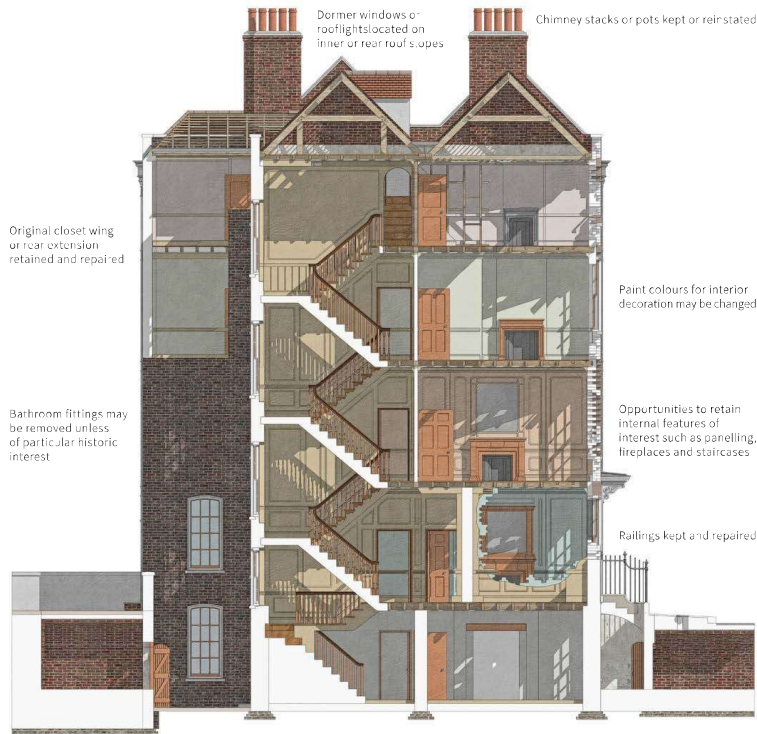 Dormer windows or
rooflightslocated on
inner or rear roof slopes
Chimney stacks or pots kept or reinstated
Original closet wing
or rear extension
retained and repaired
Paint colours for interior
decoration may be changed
Bathroom fittings may
be removed unless
of particular historic
interest
Opportunities to retain
internal features of
interest such as panelling,
fireplaces and staircases
Railings kept and repaired